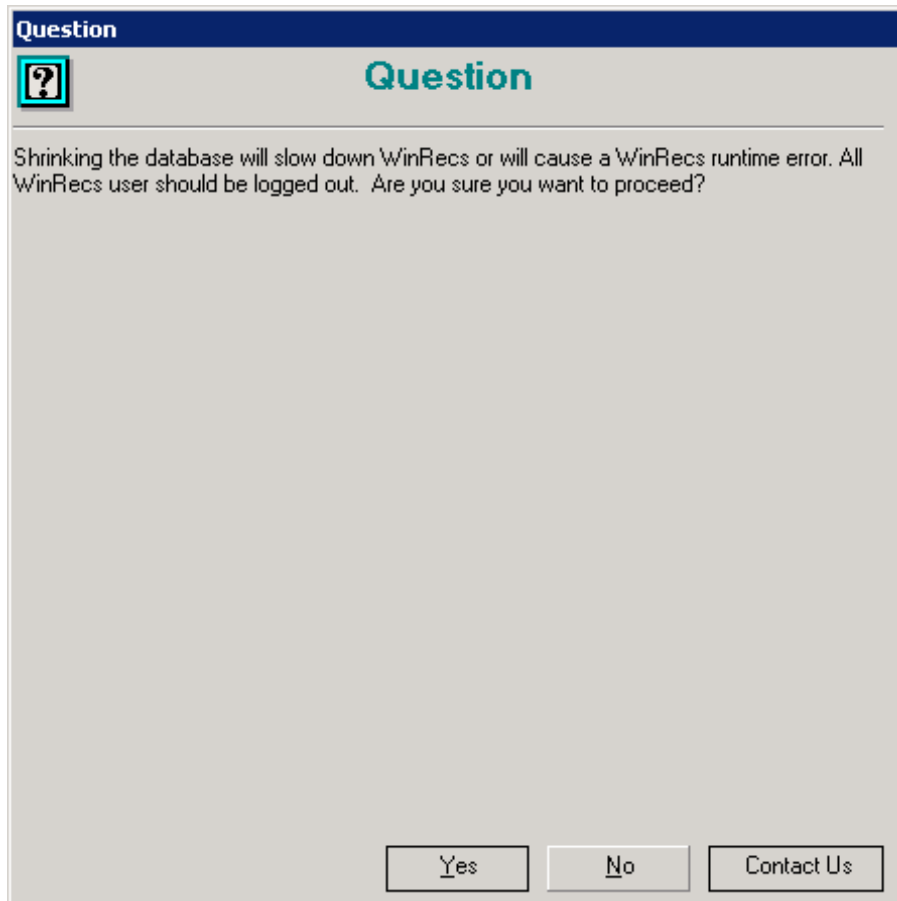 Question
Question
Shrinking the database will slow down WinRecs or will cause a WinRecs runtime error. All
WinRecs user should be logged out.  Are you sure you want to proceed?
Yes
No
Contact Us